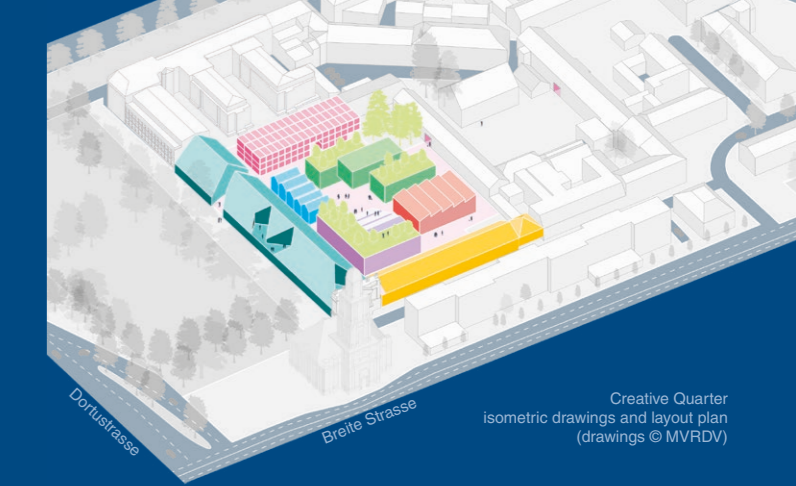 Dortustrasse
Breite Strasse
Creative Quarter
isometric drawings and layout plan
(drawings © MVRDV)